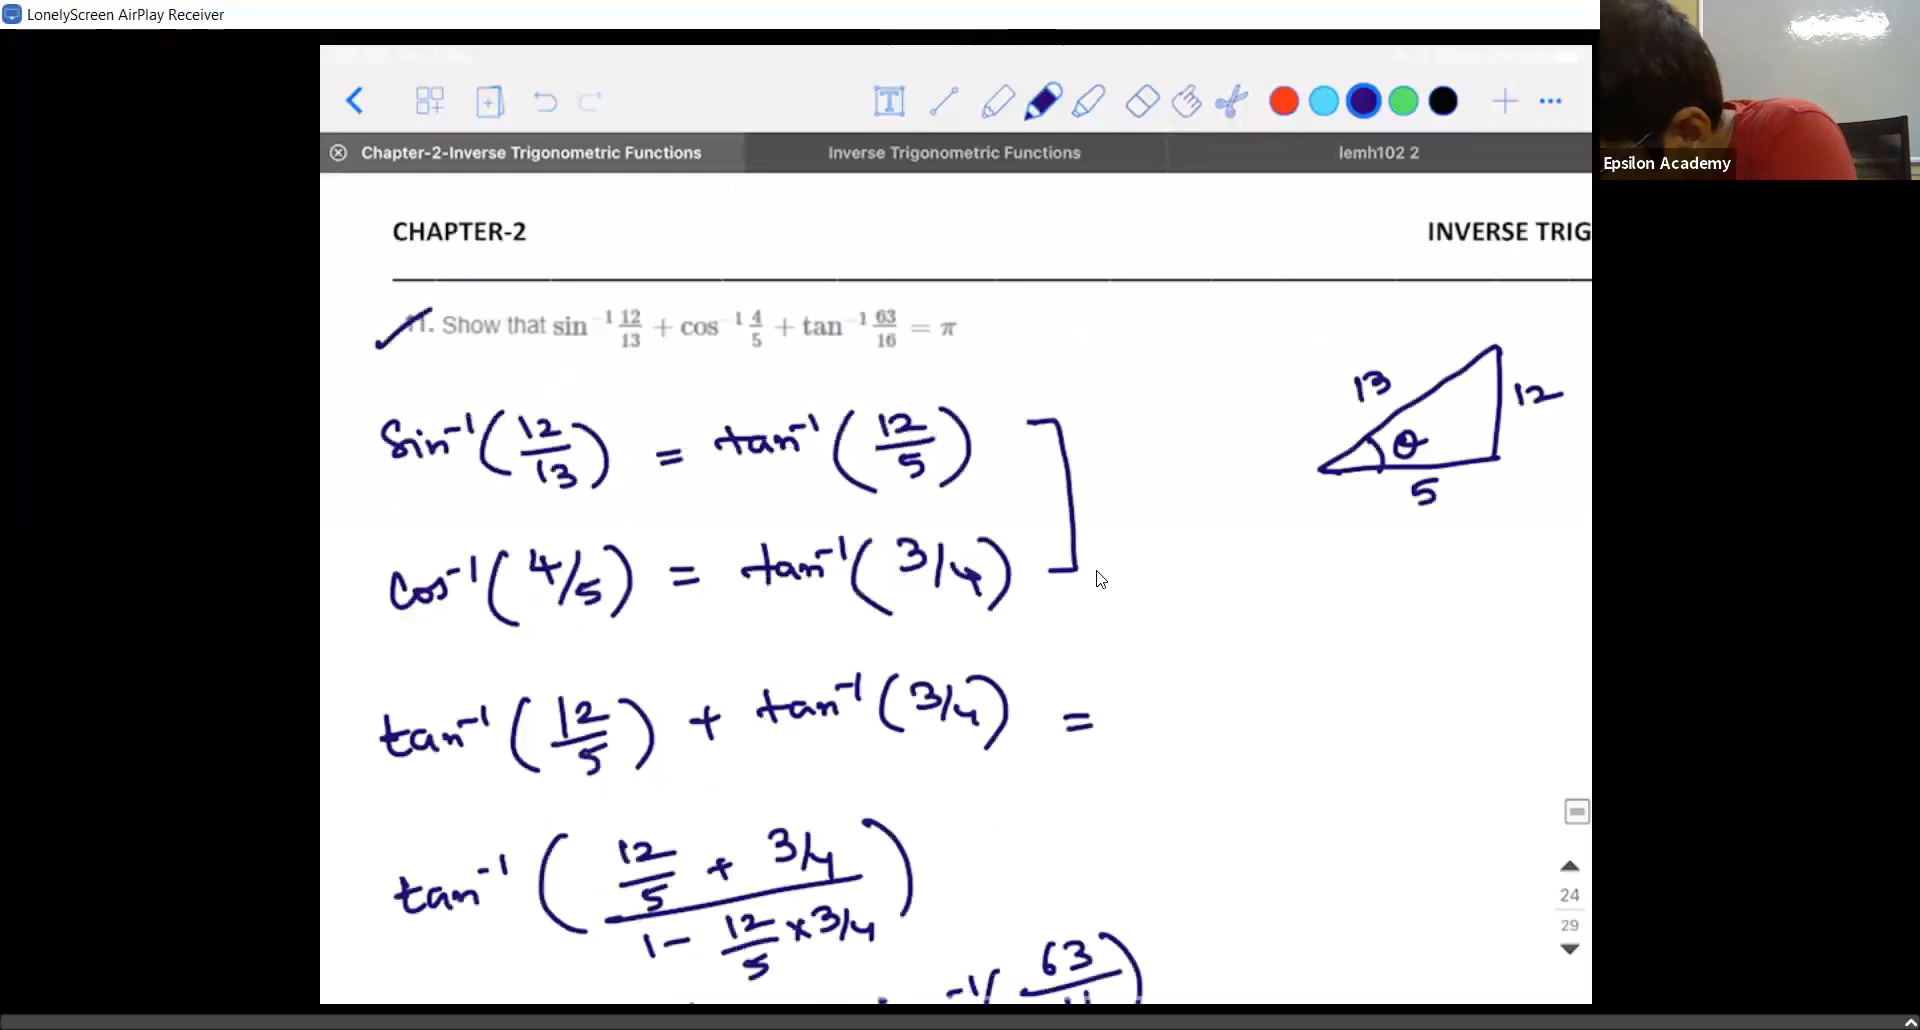 LonelyScreen AirPlay Receiver
Chapter-2-Inverse Trigonometric Functions
Inverse Trigonometric Functions
lemh102 2
Epsilon Academy
CHAPTER-2
INVERSE TRIG
11. Show that sin⁻¹ 12/13 + cos⁻¹ 4/5 + tan⁻¹ 63/16 = π
13
12
θ
5
Sin⁻¹(12/13) = tan⁻¹(12/5)
Cos⁻¹(4/5) = tan⁻¹(3/4)
tan⁻¹(12/5) + tan⁻¹(3/4) =
tan⁻¹((12/5 + 3/4)/(1 - 12/5 × 3/4))
⁻¹(63
24
29